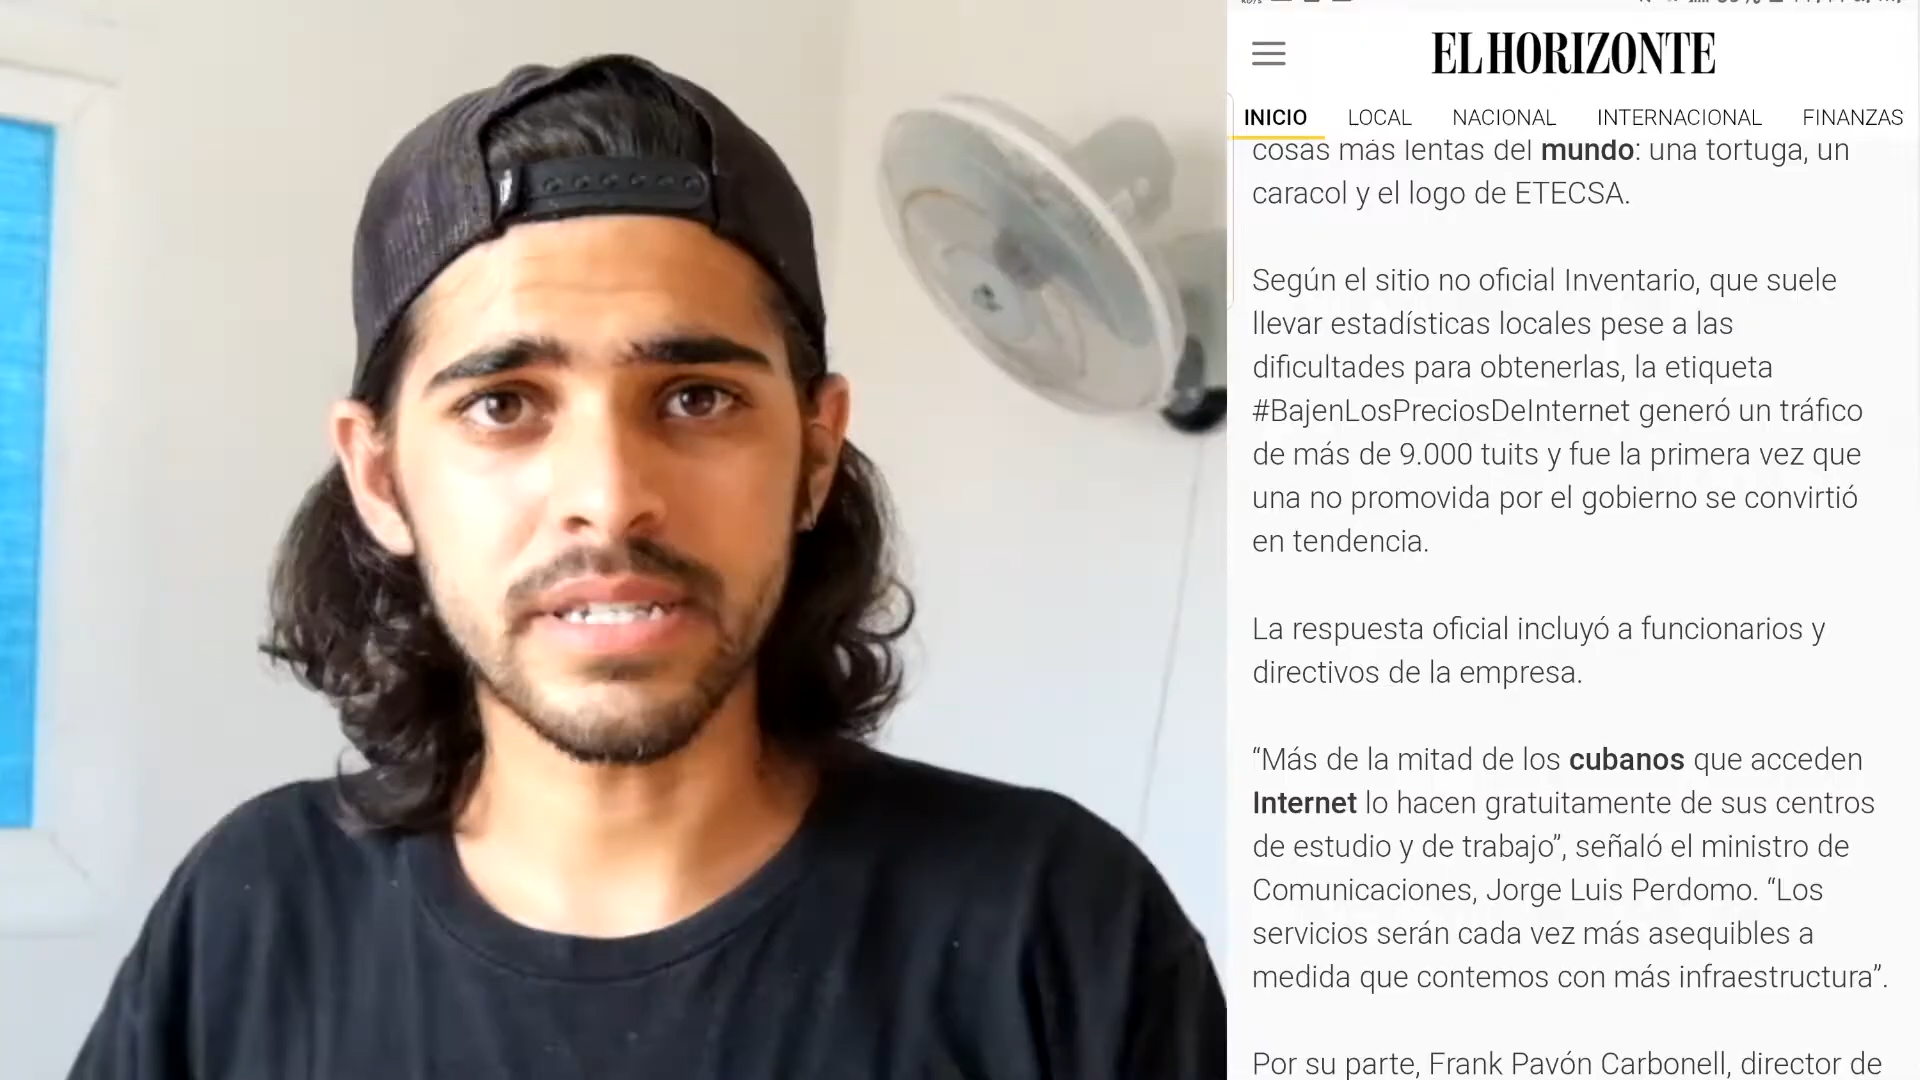 EL HORIZONTE
INICIO LOCAL NACIONAL INTERNACIONAL FINANZAS
cosas más lentas del mundo: una tortuga, un
caracol y el logo de ETECSA.
Según el sitio no oficial Inventario, que suele
llevar estadísticas locales pese a las
dificultades para obtenerlas, la etiqueta
#BajenLosPreciosDeInternet generó un tráfico
de más de 9.000 tuits y fue la primera vez que
una no promovida por el gobierno se convirtió
en tendencia.
La respuesta oficial incluyó a funcionarios y
directivos de la empresa.
“Más de la mitad de los cubanos que acceden
Internet lo hacen gratuitamente de sus centros
de estudio y de trabajo”, señaló el ministro de
Comunicaciones, Jorge Luis Perdomo. “Los
servicios serán cada vez más asequibles a
medida que contemos con más infraestructura”.
Por su parte, Frank Pavón Carbonell, director de